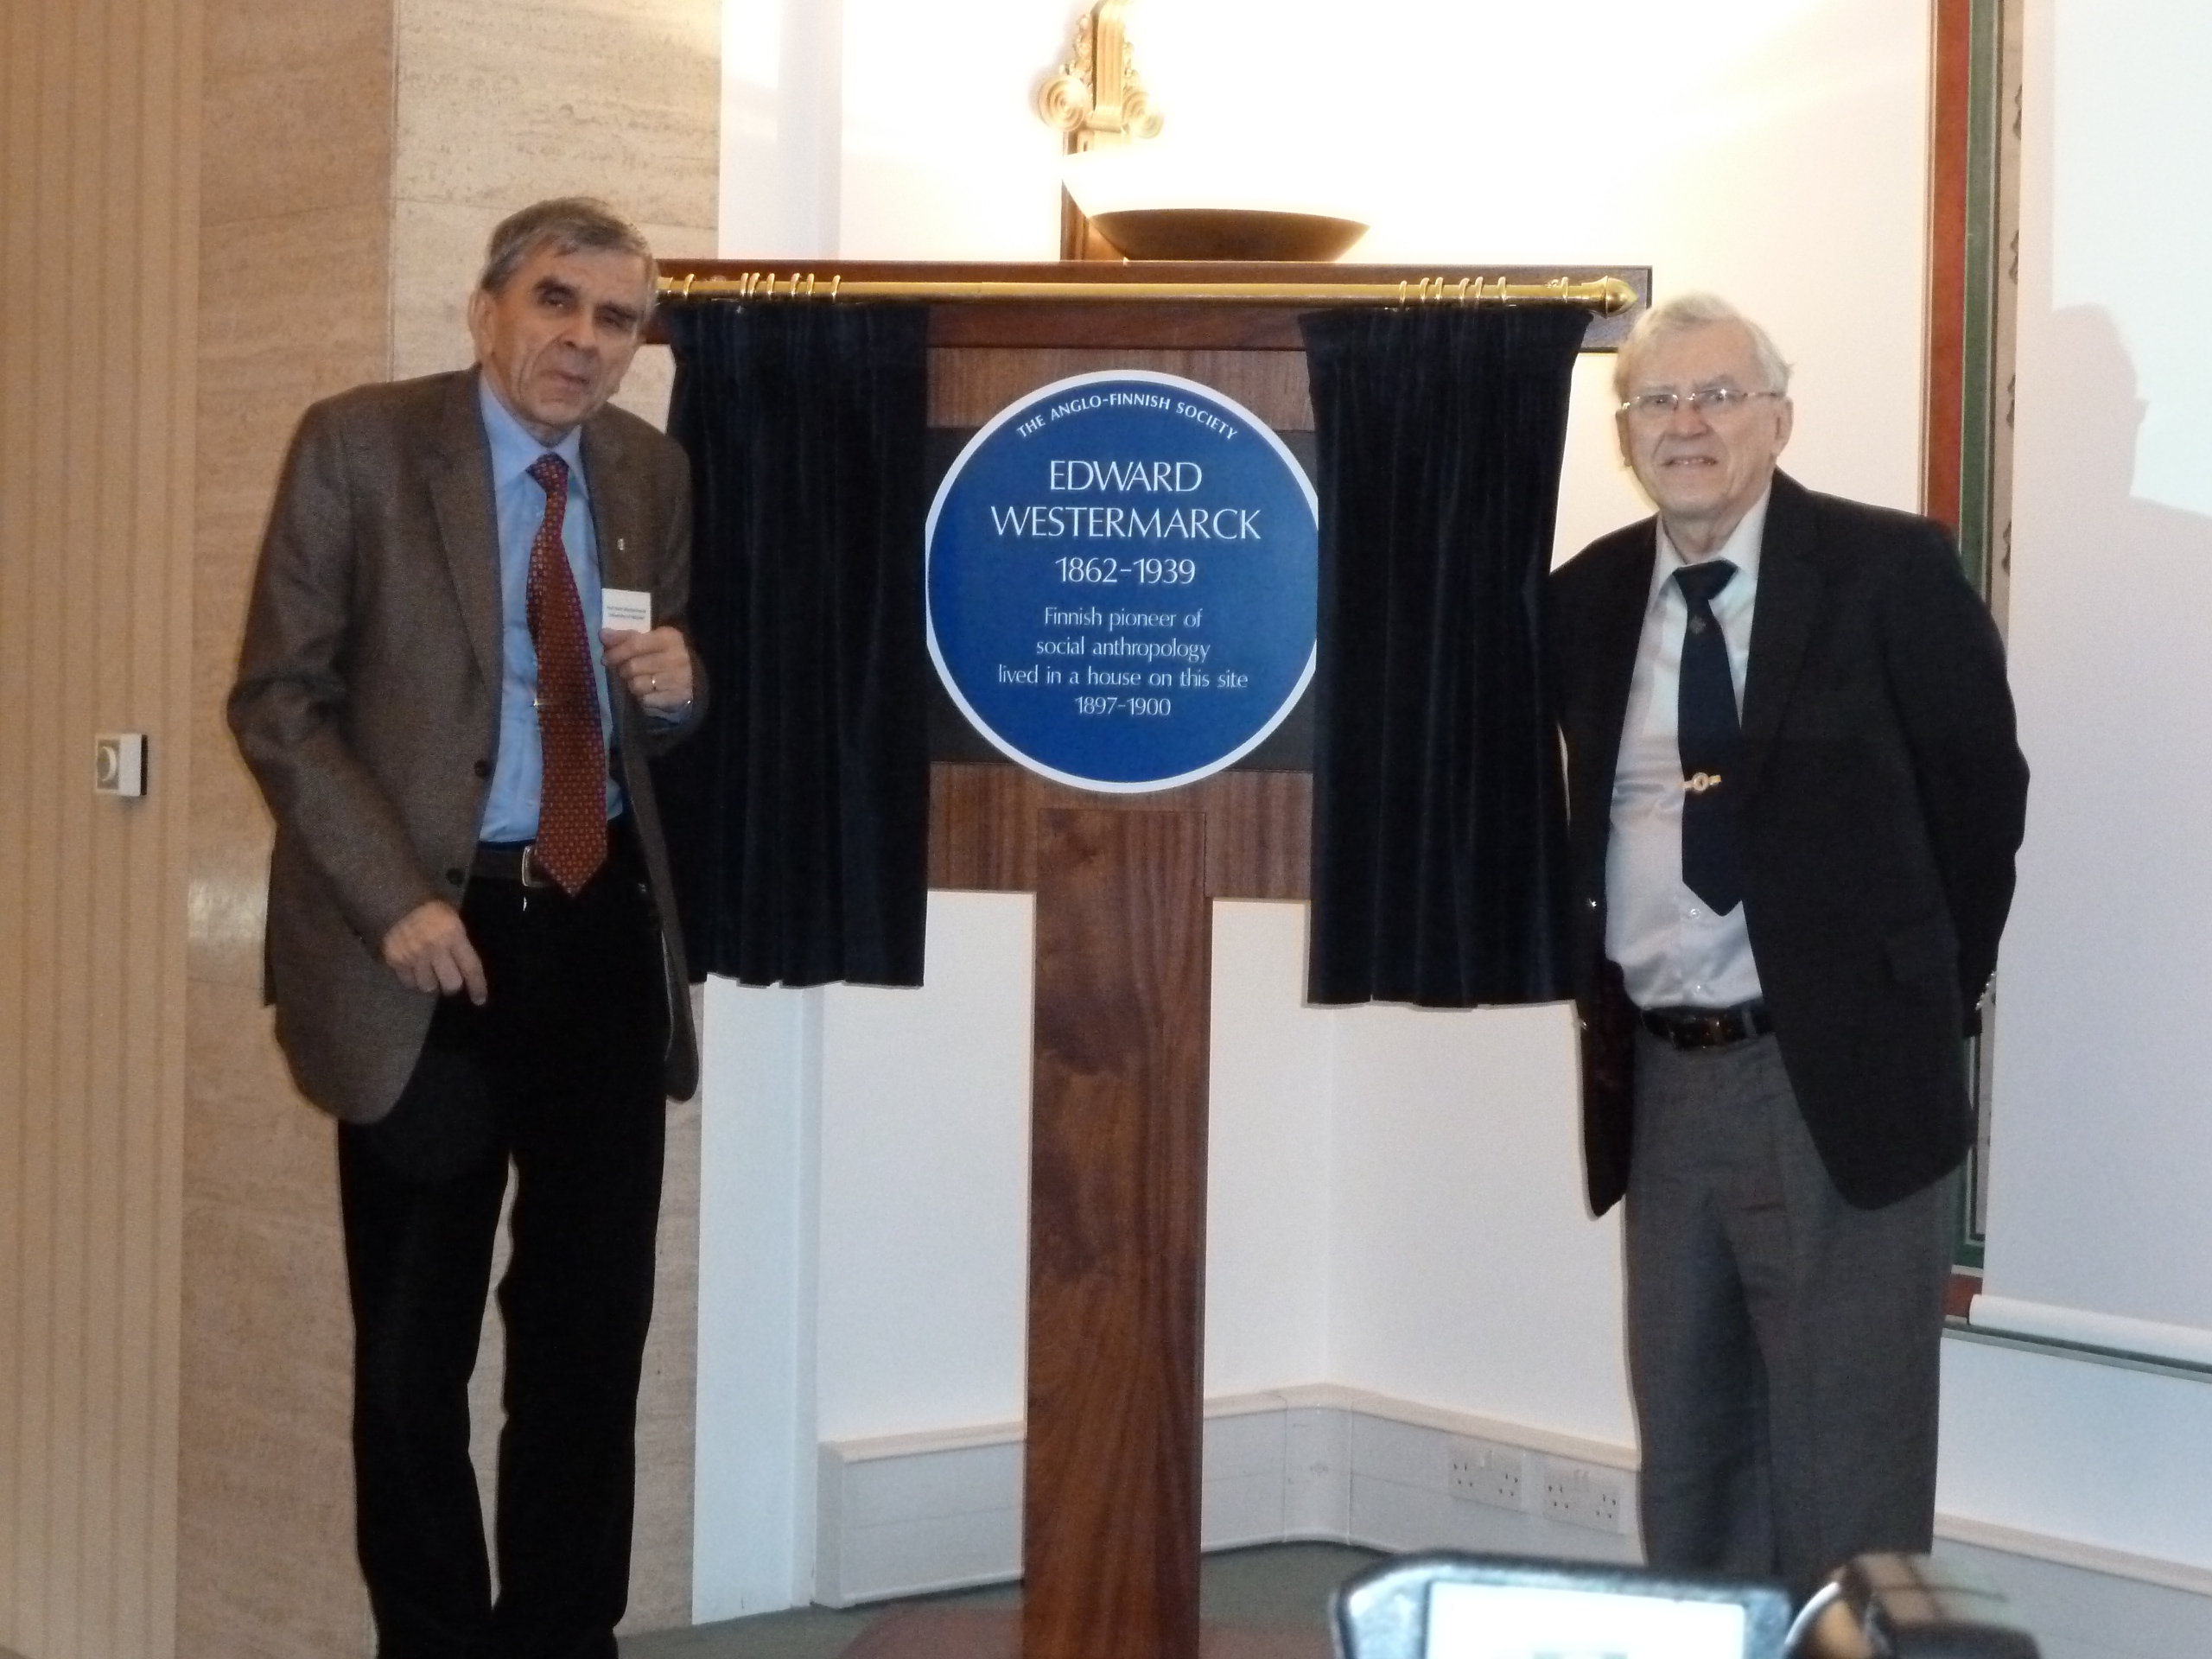 THE ANGLO-FINNISH SOCIETY
EDWARD
WESTERMARCK
1862-1939
Finnish pioneer of
social anthropology
lived in a house on this site
1897-1900